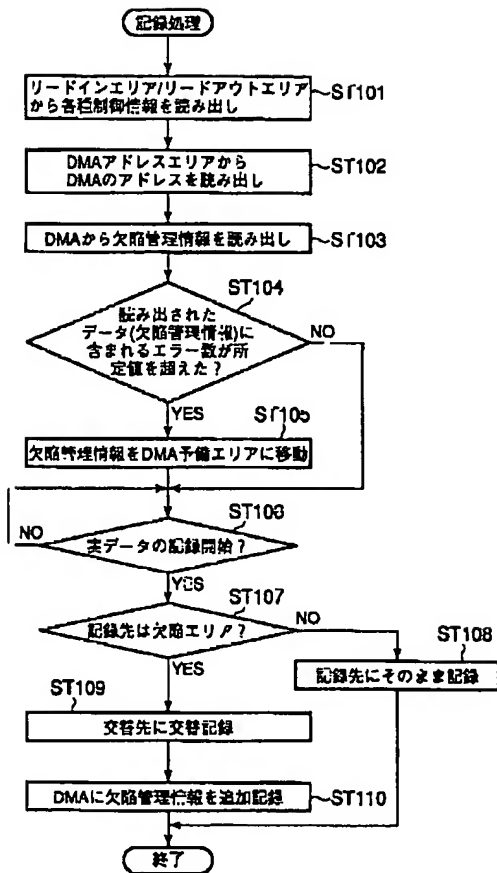 記録処理
リードインエリア/リードアウトエリア
から各種制御情報を読み出し
ST101
DMAアドレスエリアから
DMAのアドレスを読み出し
ST102
DMAから欠陥管理情報を読み出し
ST103
ST104
読み出された
データ(欠陥管理情報)に
含まれるエラー数が所
定値を超えた?
NO
YES
ST105
欠陥管理情報をDMA予備エリアに移動
ST106
NO
実データの記録開始?
YES
ST107
NO
記録先は欠陥エリア?
YES
ST108
記録先にそのまま記録
ST109
交替先に交替記録
DMAに欠陥管理情報を追加記録
ST110
終了